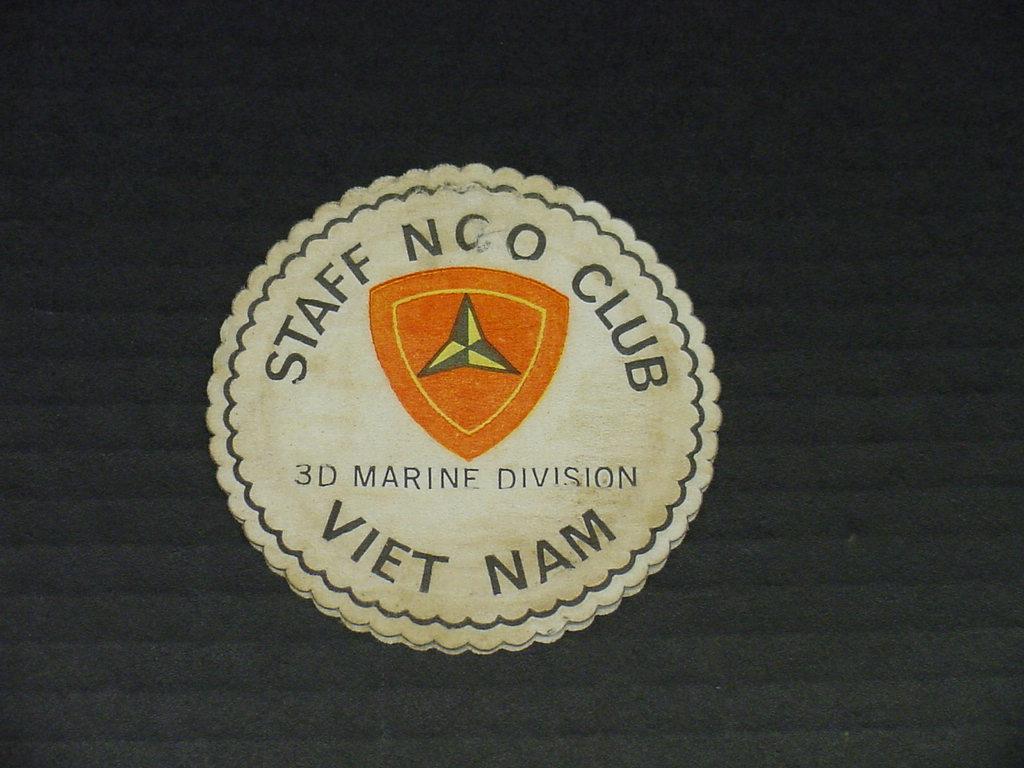 STAFF NCO CLUB
3D MARINE DIVISION
VIET NAM